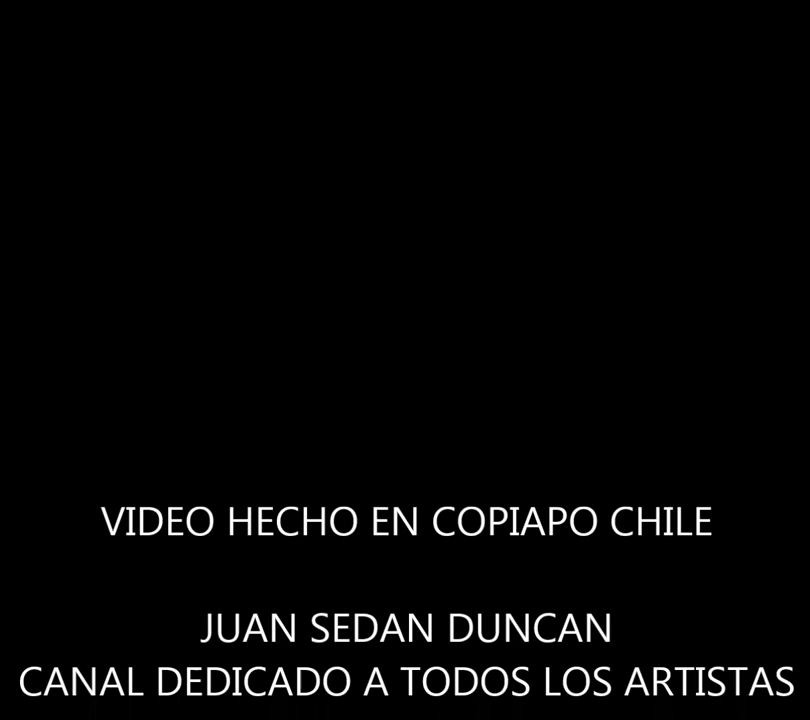 VIDEO HECHO EN COPIAPO CHILE
JUAN SEDAN DUNCAN
CANAL DEDICADO A TODOS LOS ARTISTAS